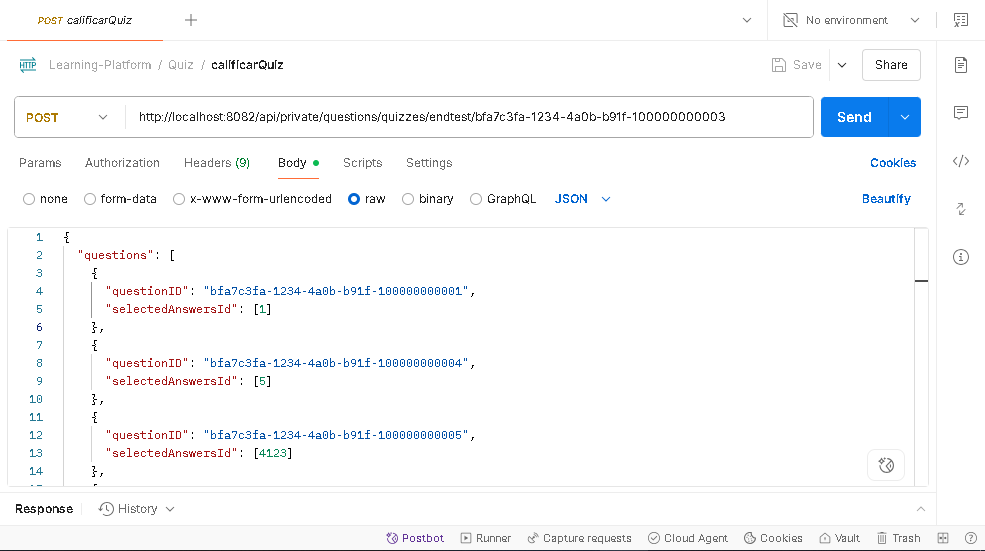 POST calificarQuiz
No environment
HTTP Learning-Platform / Quiz / calificarQuiz
Save
Share
POST
http://localhost:8082/api/private/questions/quizzes/endtest/bfa7c3fa-1234-4a0b-b91f-100000000003
Send
Params Authorization Headers (9) Body Scripts Settings
Cookies
none form-data x-www-form-urlencoded raw binary GraphQL JSON
Beautify
1 {
2 "questions": [
3 {
4 "questionID": "bfa7c3fa-1234-4a0b-b91f-100000000001",
5 "selectedAnswersId": [1]
6 },
7 {
8 "questionID": "bfa7c3fa-1234-4a0b-b91f-100000000004",
9 "selectedAnswersId": [5]
10 },
11 {
12 "questionID": "bfa7c3fa-1234-4a0b-b91f-100000000005",
13 "selectedAnswersId": [4123]
14 },
Response History
Postbot Runner Capture requests Cloud Agent Cookies Vault Trash